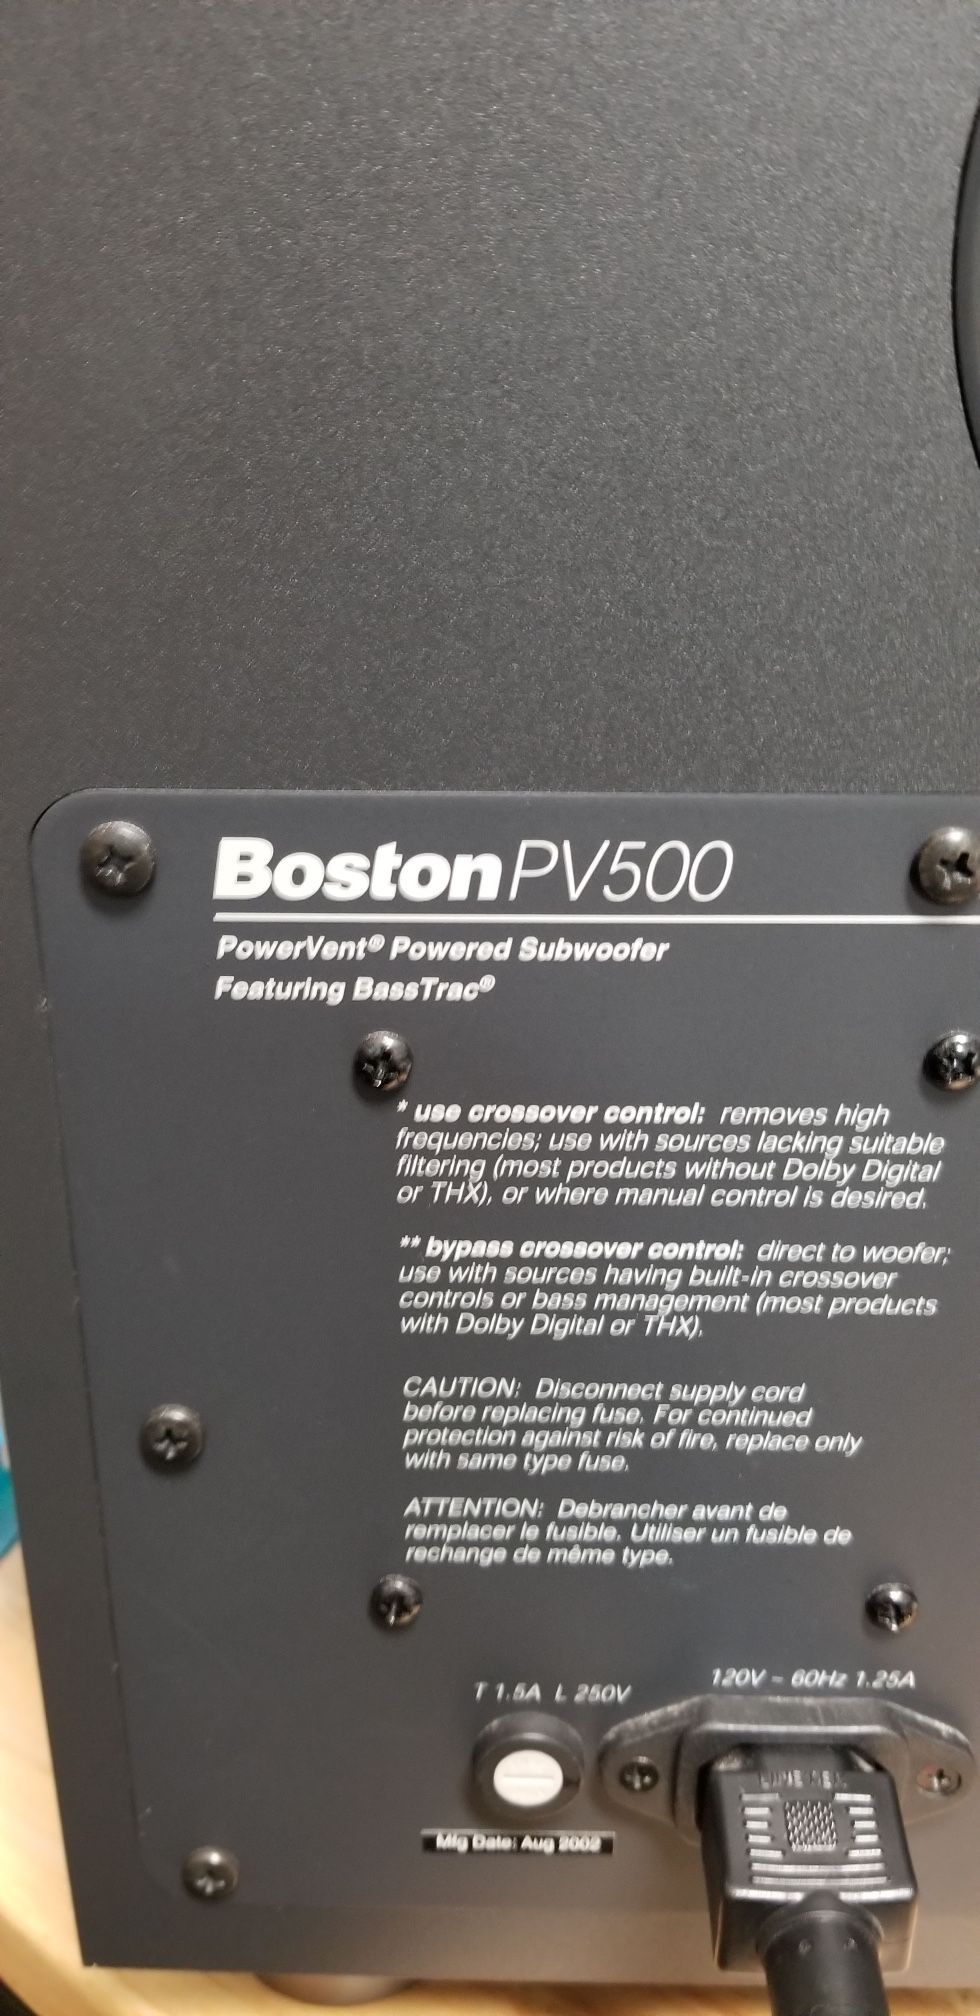 Boston PV500
PowerVent® Powered Subwoofer
Featuring BassTrac®
* use crossover control: removes high
frequencies; use with sources lacking suitable
filtering (most products without Dolby Digital
or THX), or where manual control is desired.
** bypass crossover control: direct to woofer;
use with sources having built-in crossover
controls or bass management (most products
with Dolby Digital or THX).
CAUTION: Disconnect supply cord
before replacing fuse. For continued
protection against risk of fire, replace only
with same type fuse.
ATTENTION: Debrancher avant de
remplacer le fusible. Utiliser un fusible de
rechange de même type.
T 1.5A L 250V
120V ~ 60Hz 1.25A
Mfg Date: Aug 2002